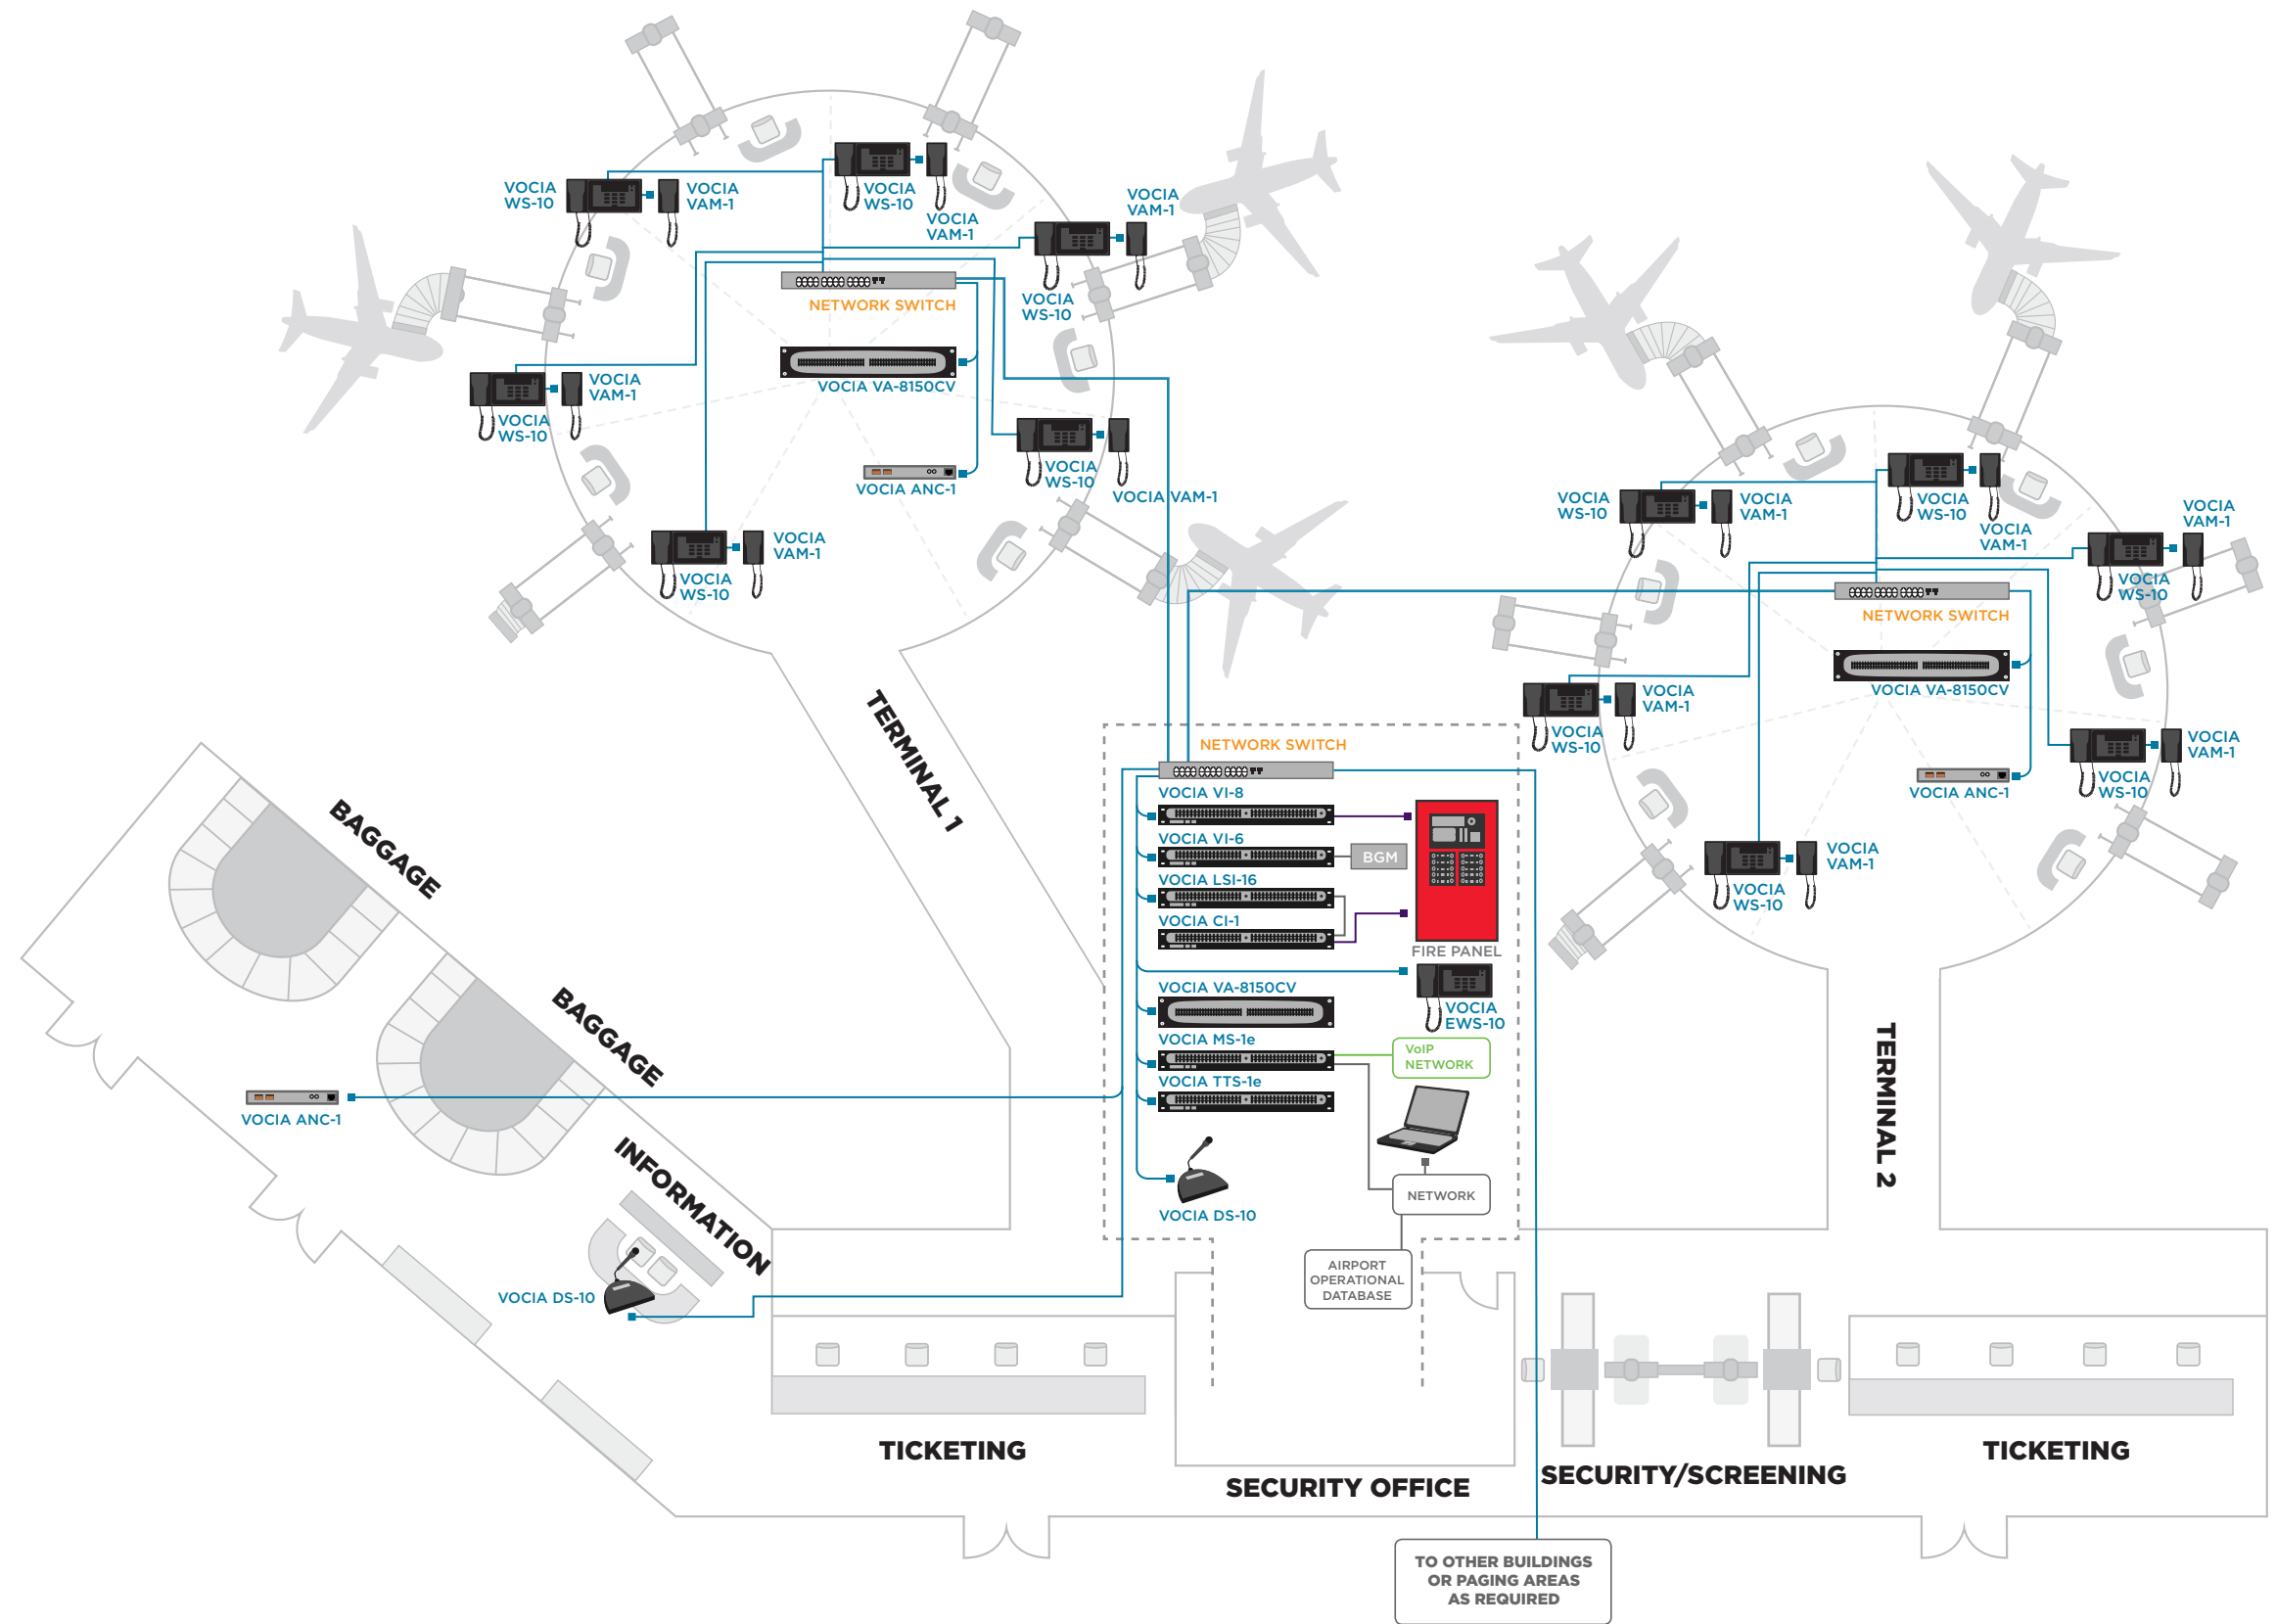 VOCIA
WS-10
VOCIA
VAM-1
VOCIA
WS-10
VOCIA
VAM-1
VOCIA
VAM-1
VOCIA
WS-10
NETWORK SWITCH
VOCIA VA-8150CV
VOCIA
VAM-1
VOCIA
WS-10
VOCIA
WS-10
VOCIA VAM-1
VOCIA ANC-1
VOCIA
VAM-1
VOCIA
WS-10
TERMINAL 1
VOCIA
WS-10
VOCIA
VAM-1
VOCIA
WS-10
VOCIA
VAM-1
VOCIA
VAM-1
VOCIA
WS-10
NETWORK SWITCH
VOCIA VA-8150CV
VOCIA
VAM-1
VOCIA
WS-10
VOCIA
VAM-1
VOCIA
WS-10
VOCIA ANC-1
VOCIA
VAM-1
VOCIA
WS-10
TERMINAL 2
NETWORK SWITCH
VOCIA VI-8
VOCIA VI-6
BGM
VOCIA LSI-16
VOCIA CI-1
FIRE PANEL
VOCIA VA-8150CV
VOCIA
EWS-10
VOCIA MS-1e
VoIP
NETWORK
VOCIA TTS-1e
NETWORK
VOCIA DS-10
AIRPORT
OPERATIONAL
DATABASE
BAGGAGE
BAGGAGE
VOCIA ANC-1
INFORMATION
VOCIA DS-10
TICKETING
SECURITY OFFICE
SECURITY/SCREENING
TICKETING
TO OTHER BUILDINGS
OR PAGING AREAS
AS REQUIRED